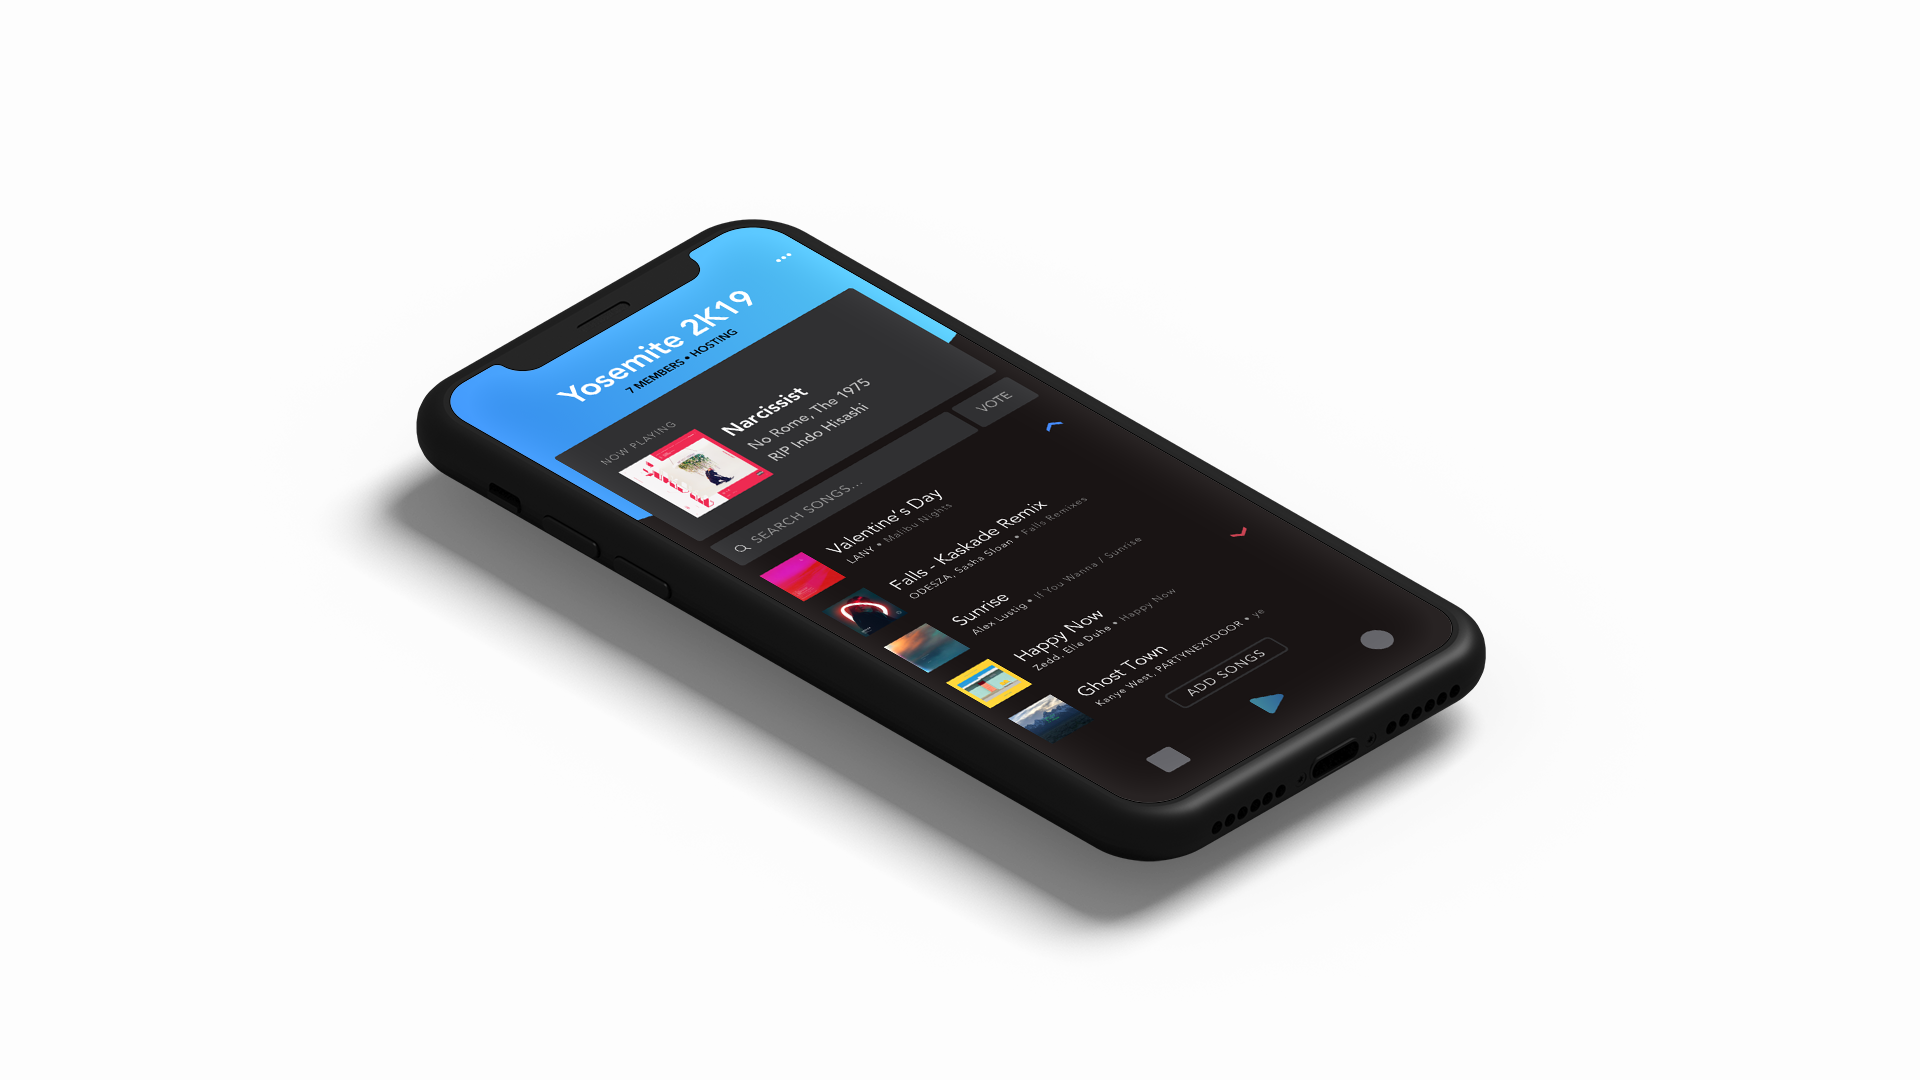 Yosemite 2K19
7 MEMBERS • HOSTING
NOW PLAYING
Narcissist
No Rome, The 1975
RIP Indo Hisashi
SEARCH SONGS...
VOTE
Valentine's Day
LANY • Malibu Nights
Falls - Kaskade Remix
ODESZA, Sasha Sloan • Falls Remixes
Sunrise
Alex Lustig • If You Wanna / Sunrise
Happy Now
Zedd, Elle Duhe • Happy Now
Ghost Town
Kanye West, PARTYNEXTDOOR • ye
ADD SONGS